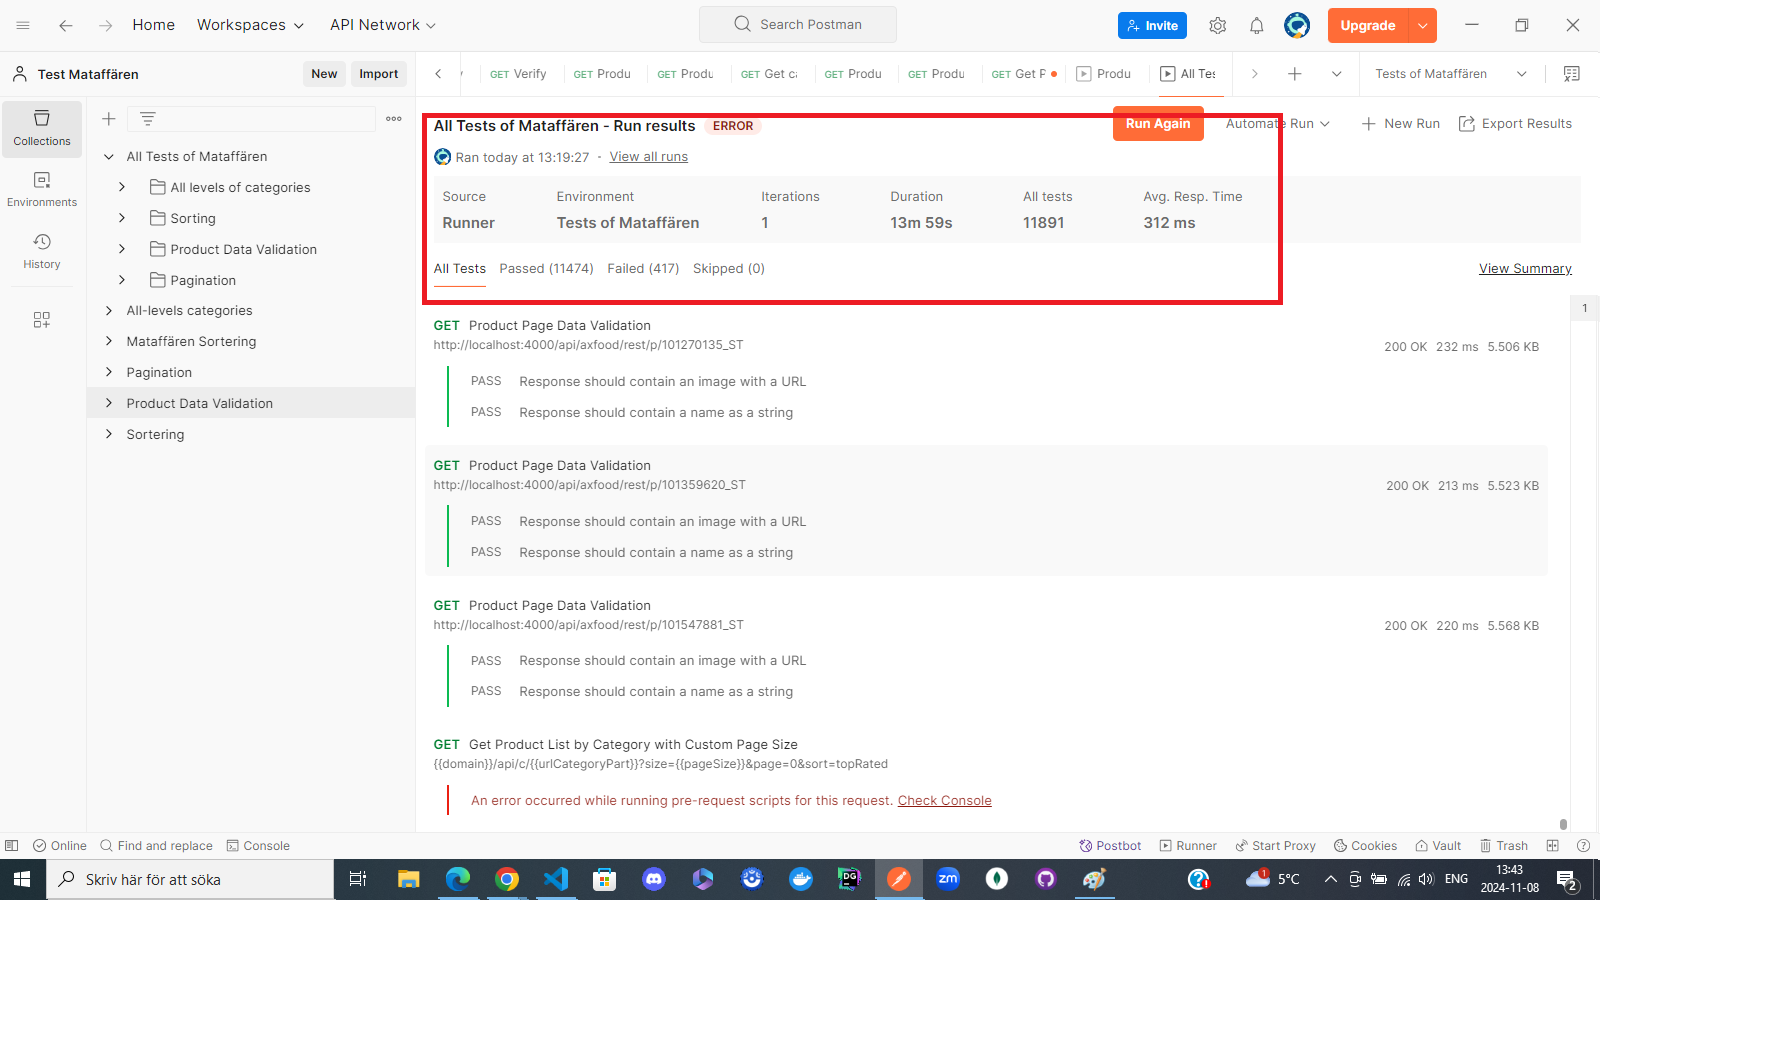 Home Workspaces API Network Search Postman Invite Upgrade
Test Mataffären New Import
GET Verify GET Produ GET Produ GET Get ca GET Produ GET Produ GET Get P Produ All Tes Tests of Mataffären
Collections
Environments
History
All Tests of Mataffären
All levels of categories
Sorting
Product Data Validation
Pagination
All-levels categories
Mataffären Sortering
Pagination
Product Data Validation
Sortering
All Tests of Mataffären - Run results ERROR Run Again Automate Run New Run Export Results
Ran today at 13:19:27 · View all runs
Source Environment Iterations Duration All tests Avg. Resp. Time
Runner Tests of Mataffären 1 13m 59s 11891 312 ms
All Tests Passed (11474) Failed (417) Skipped (0) View Summary
1
GET Product Page Data Validation
http://localhost:4000/api/axfood/rest/p/101270135_ST
200 OK 232 ms 5.506 KB
PASS Response should contain an image with a URL
PASS Response should contain a name as a string
GET Product Page Data Validation
http://localhost:4000/api/axfood/rest/p/101359620_ST
200 OK 213 ms 5.523 KB
PASS Response should contain an image with a URL
PASS Response should contain a name as a string
GET Product Page Data Validation
http://localhost:4000/api/axfood/rest/p/101547881_ST
200 OK 220 ms 5.568 KB
PASS Response should contain an image with a URL
PASS Response should contain a name as a string
GET Get Product List by Category with Custom Page Size
{{domain}}/api/c/{{urlCategoryPart}}?size={{pageSize}}&page=0&sort=topRated
An error occurred while running pre-request scripts for this request. Check Console
Online Find and replace Console Postbot Runner Start Proxy Cookies Vault Trash
Skriv här för att söka DG zm 1 5°C ENG 13:43
2024-11-08 2